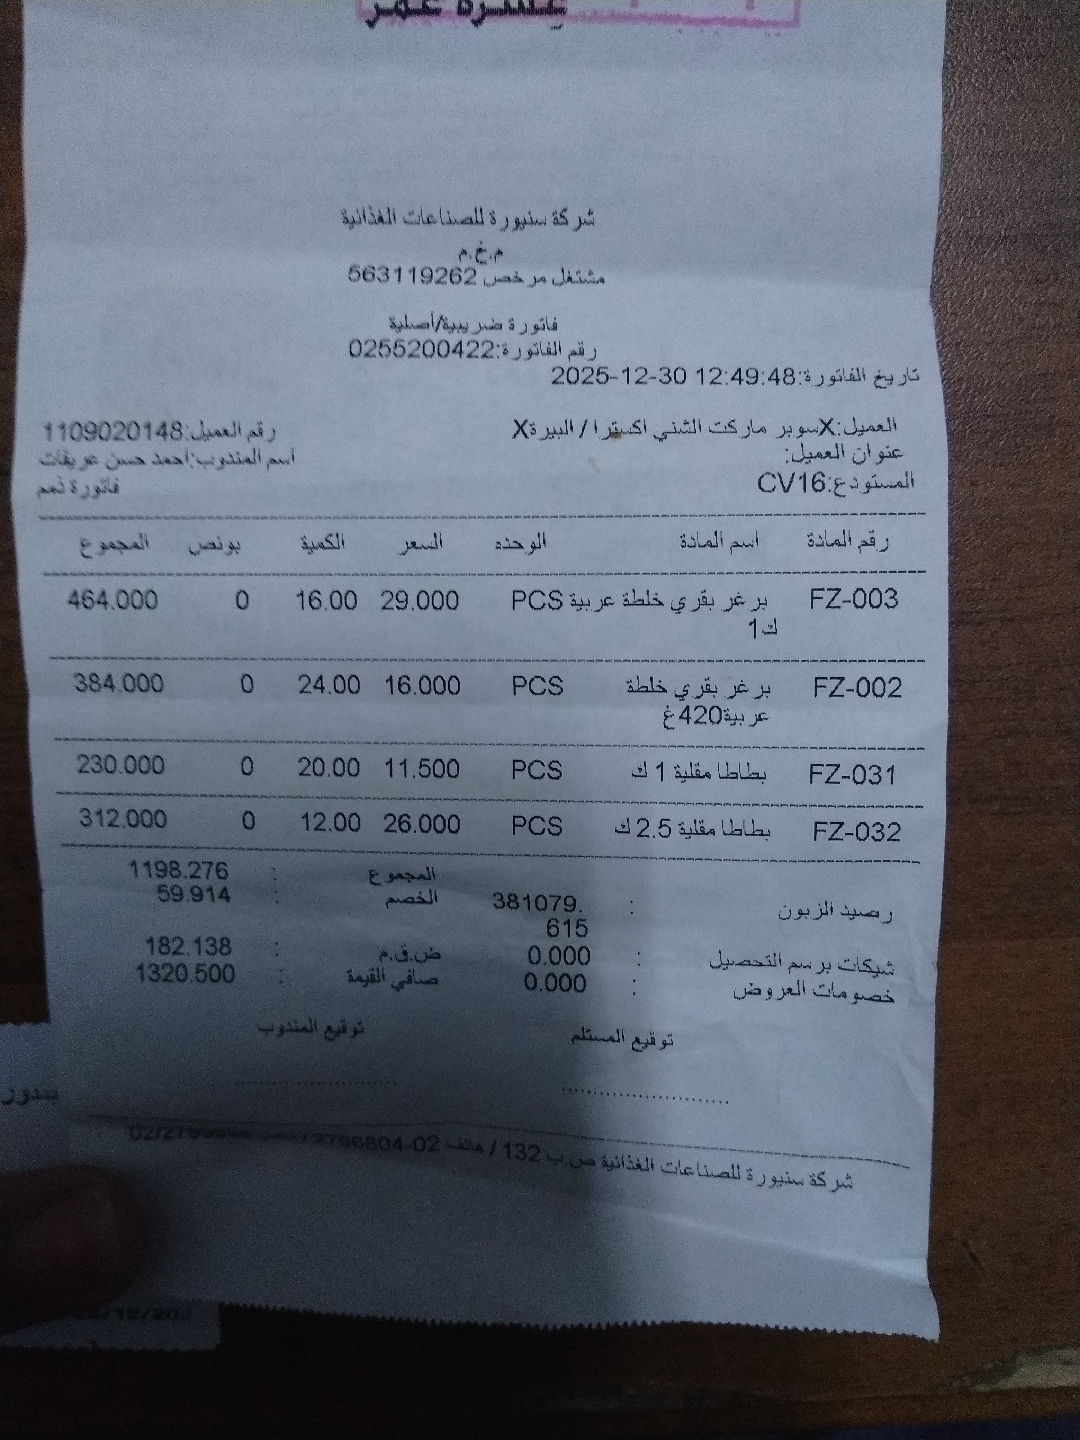 شركة سنيورة للصناعات الغذائية
م.خ.م
مشتغل مرخص 563119262
فاتورة ضريبية/أصلية
رقم الفاتورة:0255200422
تاريخ الفاتورة:2025-12-30 12:49:48
العميل:Xسوبر ماركت الشني اكسترا / البيرةX رقم العميل:1109020148
عنوان العميل: اسم المندوب:احمد حسن عريقات
المستودع:CV16 فاتورة ذمم
رقم المادة اسم المادة الوحده السعر الكمية بونص المجموع
FZ-003 برغر بقري خلطة عربية PCS 29.000 16.00 0 464.000
1ك
FZ-002 برغر بقري خلطة PCS 16.000 24.00 0 384.000
عربية420غ
FZ-031 بطاطا مقلية 1 ك PCS 11.500 20.00 0 230.000
FZ-032 بطاطا مقلية 2.5 ك PCS 26.000 12.00 0 312.000
المجموع : 1198.276
رصيد الزبون : 381079. الخصم : 59.914
615
شيكات برسم التحصيل : 0.000 ض.ق.م : 182.138
خصومات العروض : 0.000 صافي القيمة : 1320.500
توقيع المستلم توقيع المندوب
شركة سنيورة للصناعات الغذائية ص.ب 132 / هاتف 02-2796804